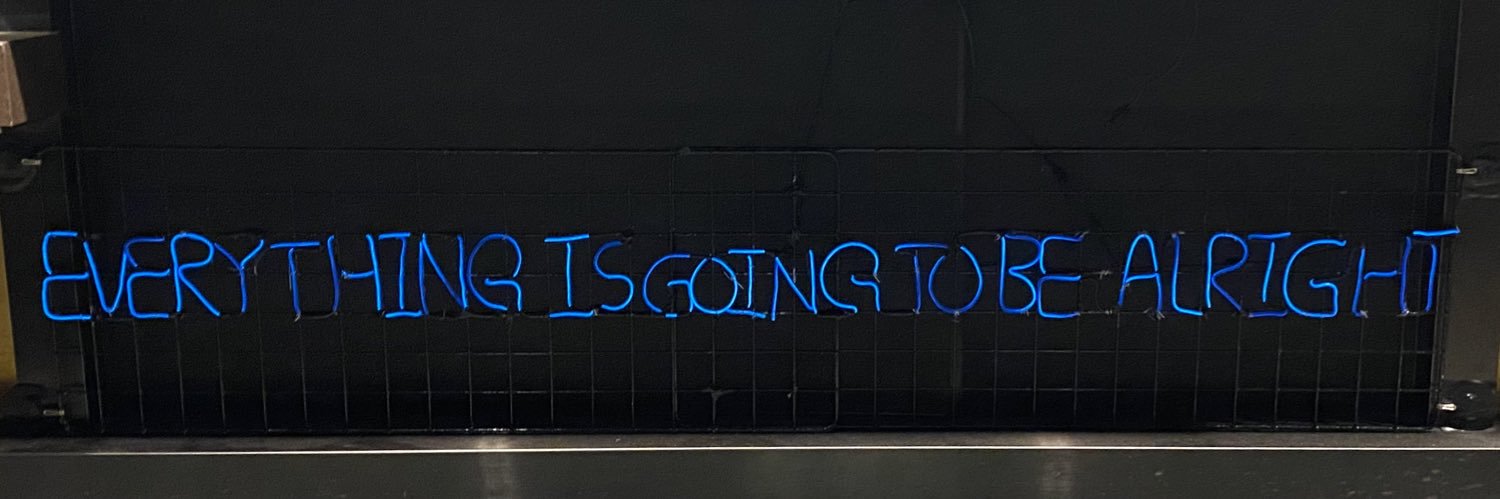 EVERYTHING IS GOING TO BE ALRIGHT